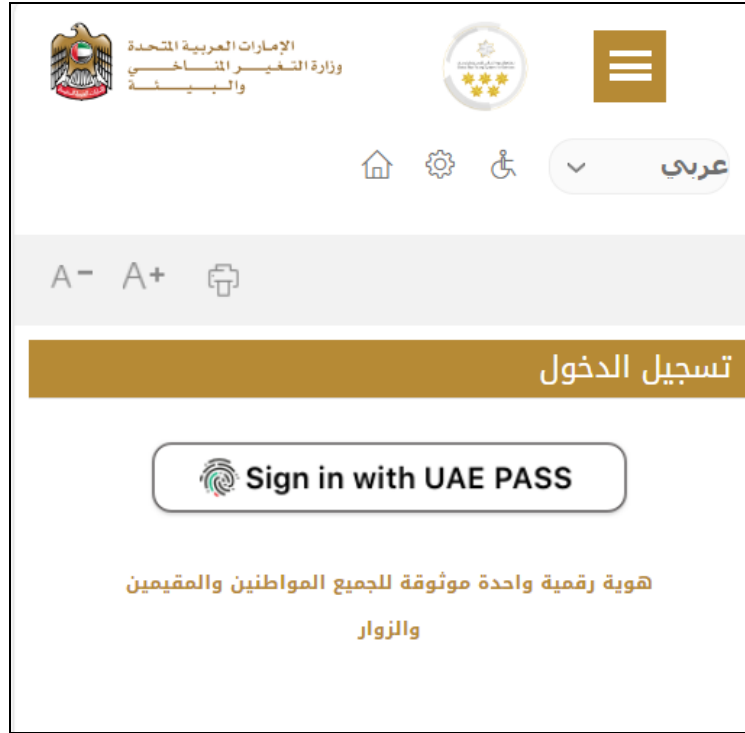 الإمارات العربية المتحدة
وزارة التغير المناخي
والبيئة
عربي
A- A+
تسجيل الدخول
Sign in with UAE PASS
هوية رقمية واحدة موثوقة للجميع المواطنين والمقيمين
والزوار